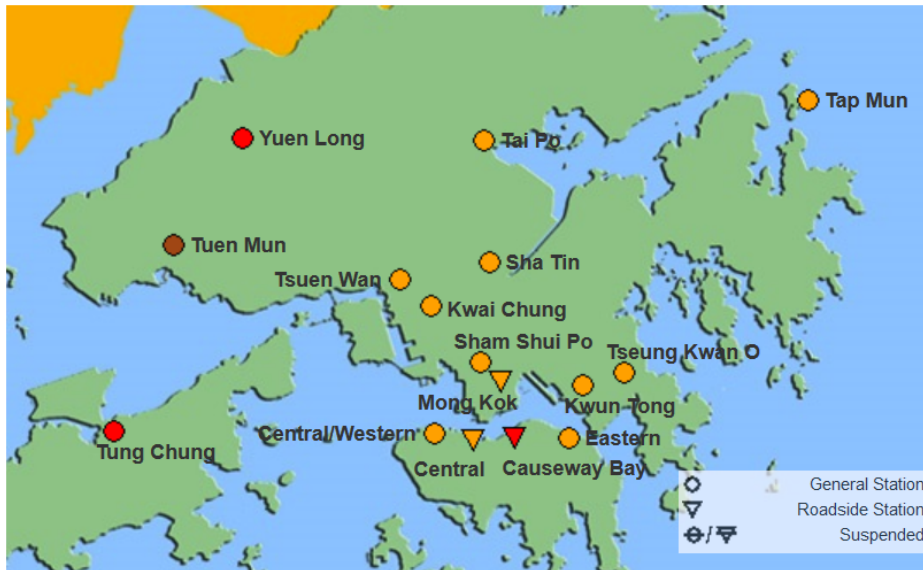 Tap Mun
Yuen Long
Tai Po
Tuen Mun
Sha Tin
Tsuen Wan
Kwai Chung
Sham Shui Po
Tseung Kwan O
Mong Kok
Kwun Tong
Central/Western
Eastern
Tung Chung
Central
Causeway Bay
General Station
Roadside Station
/
Suspended